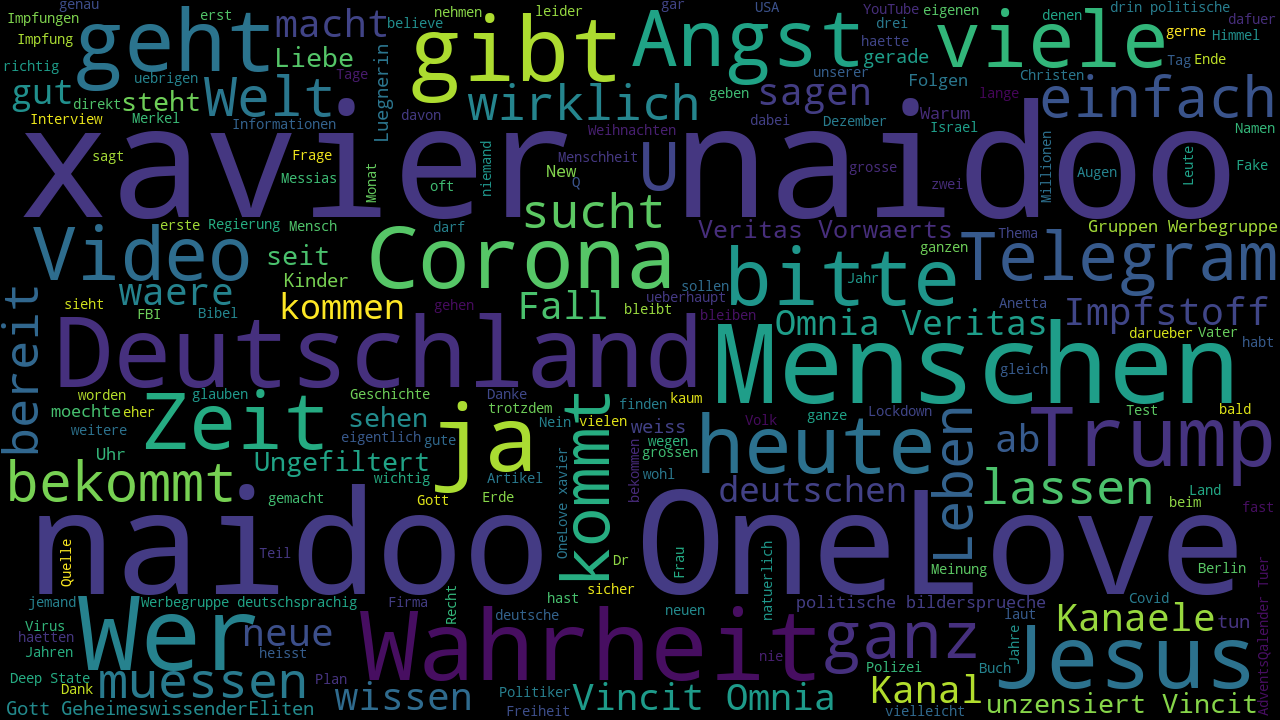 genau
Impfungen erst geht macht gibt nehmen leider Angst gar USA YouTube drei viele eigenen denen drin politische dafuer
Impfung Liebe believe haette gerade gerne Himmel
richtig uebrigen Tage unserer Folgen Christen Tag Ende
gut direkt steht Welt Luegnerin wirklich geben sagen lange einfach
Interview Merkel Informationen davon Weihnachten dabei Dezember Warum Israel Namen
xavier naidoo U
sagt Frage Messias Monat oft niemand Menschheit New Q grosse zwei Millionen Augen Leute Fake
erste Regierung Mensch darf sucht Veritas Vorwaerts ganzen Thema Gruppen Werbegruppe
Video seit Corona bitte Telegram
waere Kinder sollen Jahr
bereit sieht FBI Bibel kommen gehen Fall bleibt ueberhaupt bleiben Omnia Veritas Anetta Impfstoff
Deutschland Menschen darueber Vater habt
gleich
worden glauben Geschichte Danke finden kaum
moechte eher Zeit sehen ja trotzdem Nein vielen kommt weiss Volk ganze Lockdown Leben Trump Test bald
weitere eigentlich gute wegen heute ab
Uhr Ungefiltert grossen
bekommt wichtig Artikel OneLove xavier bekommen wohl deutschen lassen Land
gemacht Gott Erde beim fast
naidoo OneLove
Quelle Teil Dr Frau natuerlich Meinung Berlin
sicher
jemand Werbegruppe deutschsprachig Firma Recht hast neuen politische bildersprueche Covid AdventsQalender Tuer
Virus Wer neue deutsche Wahrheit ganz laut Kanaele tun
haetten heisst nie Jahre Jesus
Jahren Polizei Buch
Deep State muessen Plan
Dank wissen Politiker Vincit Omnia Kanal unzensiert Vincit
Gott GeheimeswissenderEliten Freiheit vielleicht